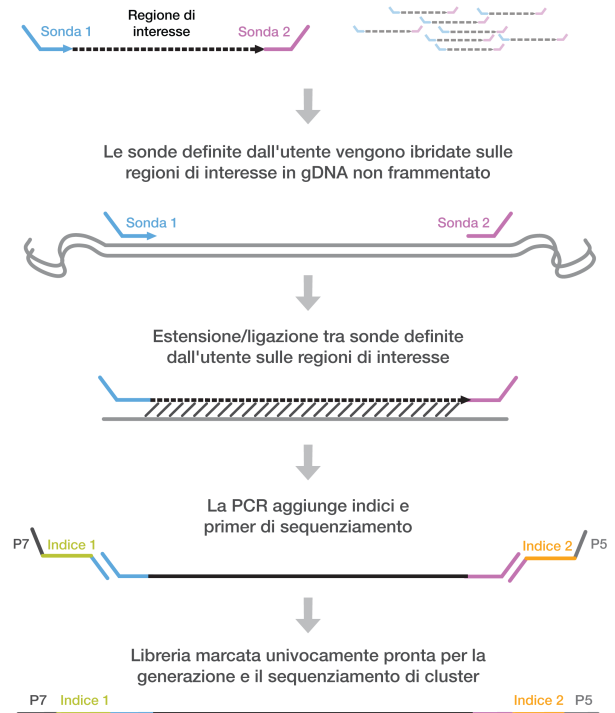 Regione di
interesse
Sonda 1
Sonda 2
Le sonde definite dall'utente vengono ibridate sulle
regioni di interesse in gDNA non frammentato
Sonda 1
Sonda 2
Estensione/ligazione tra sonde definite
dall'utente sulle regioni di interesse
La PCR aggiunge indici e
primer di sequenziamento
P7
Indice 1
Indice 2
P5
Libreria marcata univocamente pronta per la
generazione e il sequenziamento di cluster
P7
Indice 1
Indice 2
P5